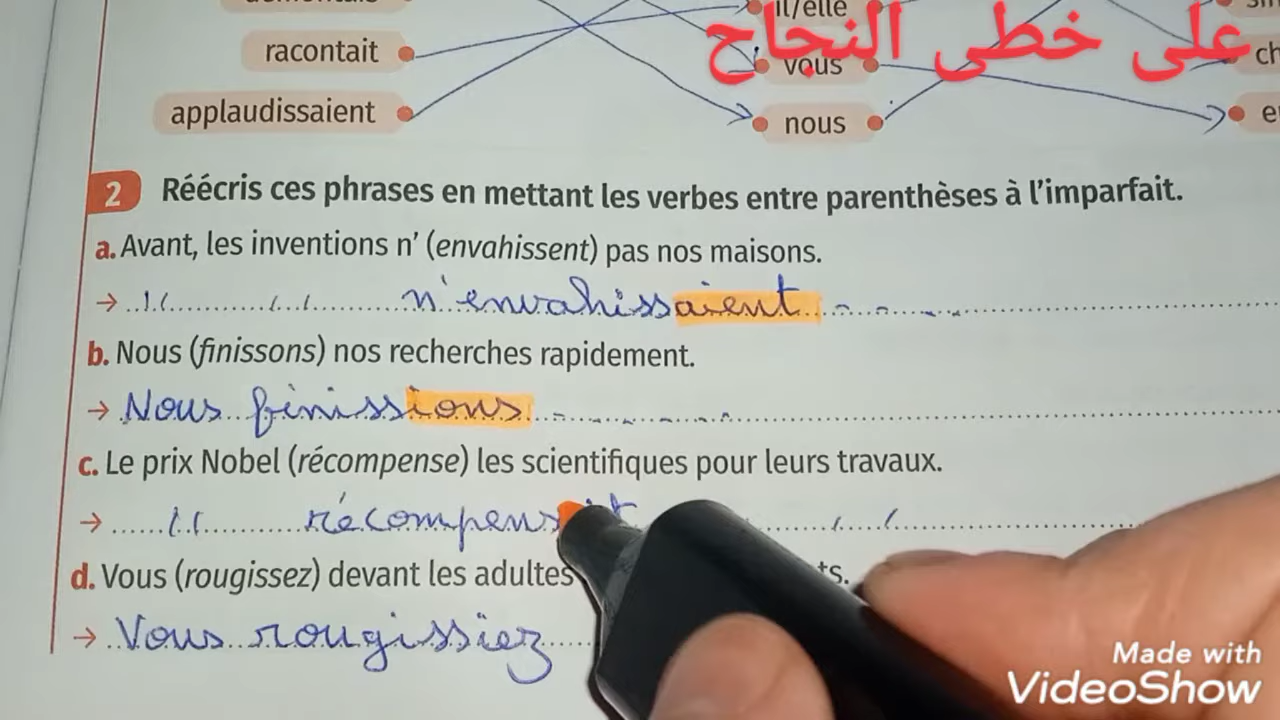 il/elle
على خطى النجاح
racontait
vous
ch
applaudissaient
nous
2 Réécris ces phrases en mettant les verbes entre parenthèses à l'imparfait.
a. Avant, les inventions n' (envahissent) pas nos maisons.
→ n'envahissaient
b. Nous (finissons) nos recherches rapidement.
→ Nous finissions
c. Le prix Nobel (récompense) les scientifiques pour leurs travaux.
→ récompens
d. Vous (rougissez) devant les adultes ts.
→ Vous rougissiez
Made with
VideoShow